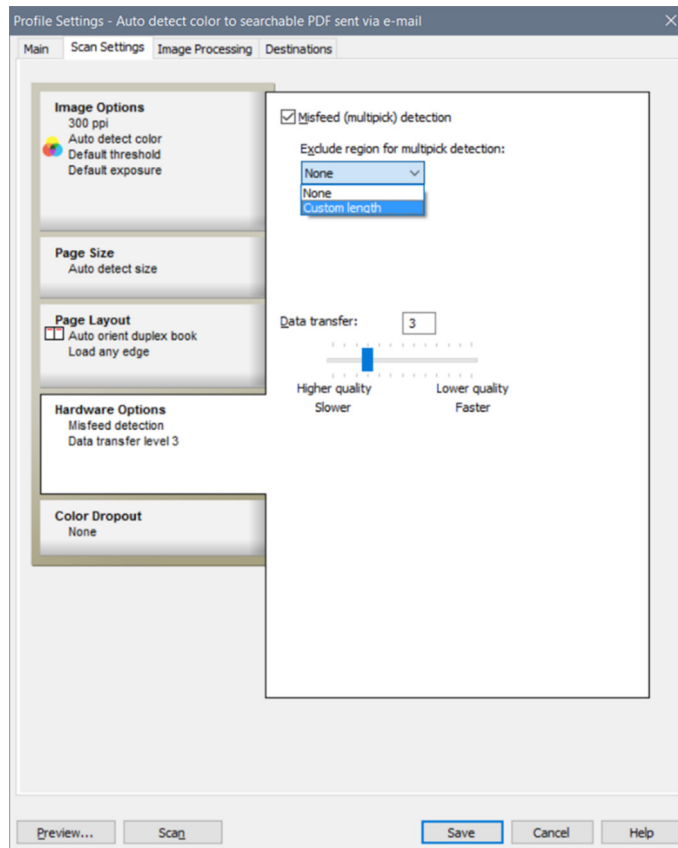 Profile Settings - Auto detect color to searchable PDF sent via e-mail
Main Scan Settings Image Processing Destinations
Image Options
300 ppi
Auto detect color
Default threshold
Default exposure
Page Size
Auto detect size
Page Layout
Auto orient duplex book
Load any edge
Hardware Options
Misfeed detection
Data transfer level 3
Color Dropout
None
Misfeed (multipick) detection
Exclude region for multipick detection:
None
None
Custom length
Data transfer: 3
Higher quality Lower quality
Slower Faster
Preview... Scan Save Cancel Help